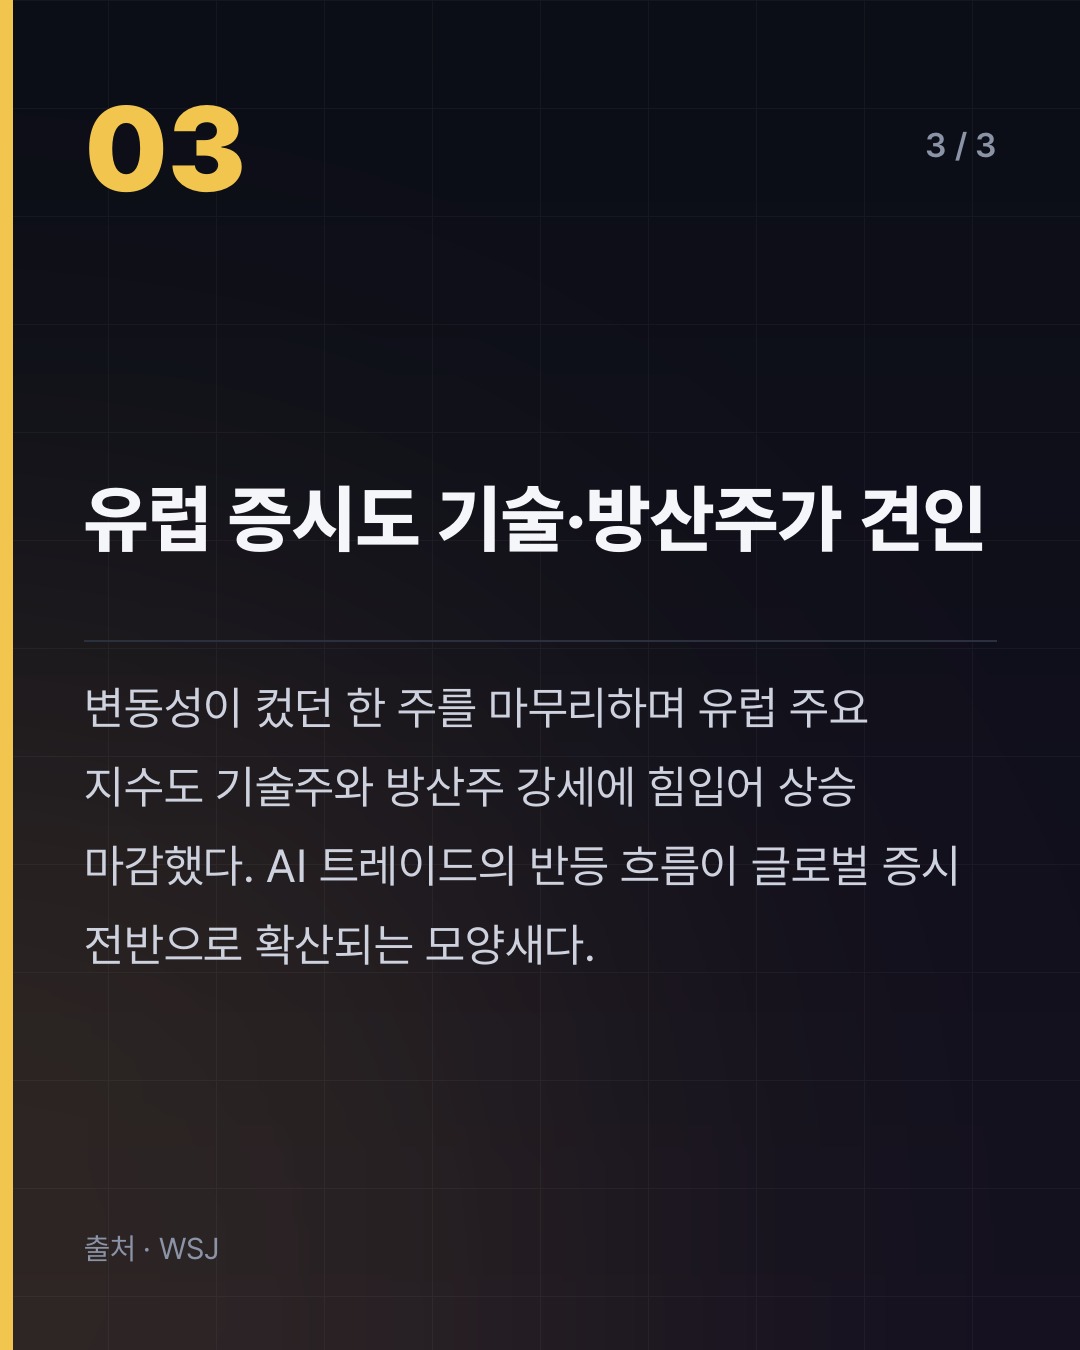 03
3 / 3
유럽 증시도 기술·방산주가 견인
변동성이 컸던 한 주를 마무리하며 유럽 주요
지수도 기술주와 방산주 강세에 힘입어 상승
마감했다. AI 트레이드의 반등 흐름이 글로벌 증시
전반으로 확산되는 모양새다.
출처 · WSJ